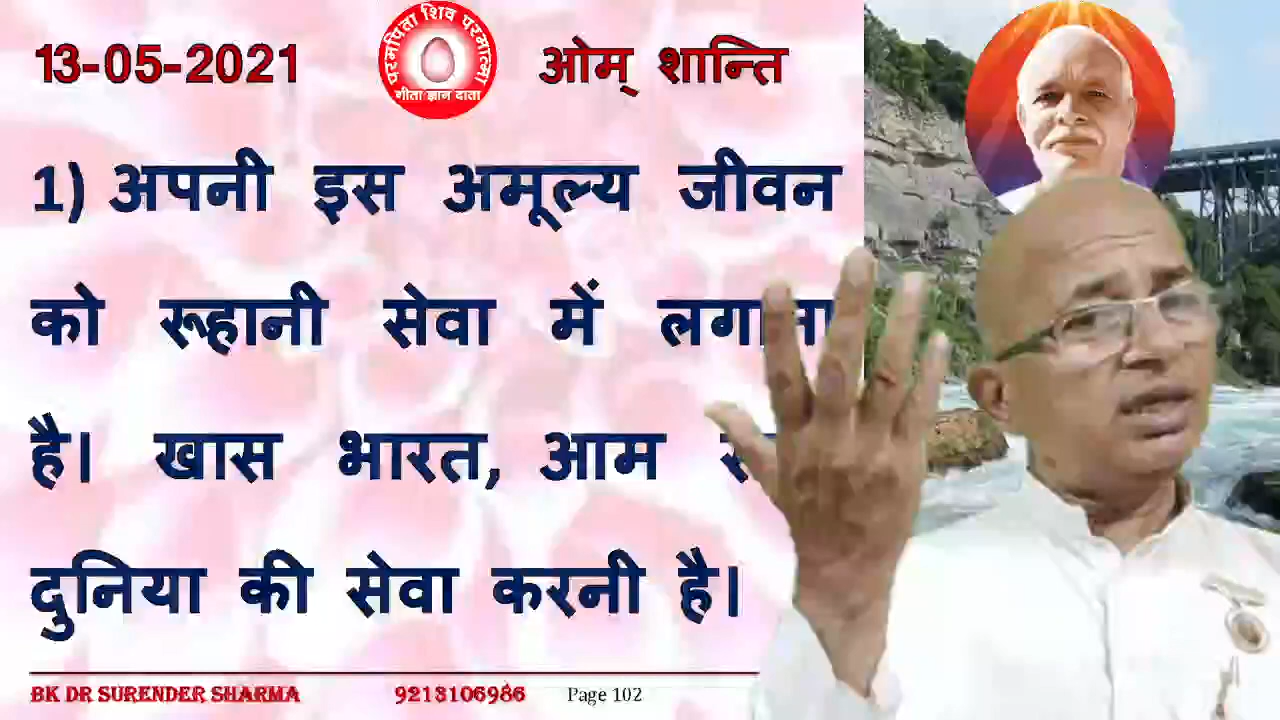 13-05-2021
परमपिता शिव परमात्मा
गीता ज्ञान दाता
ओम् शान्ति
1) अपनी इस अमूल्य जीवन
को रूहानी सेवा में लगाना
है। खास भारत, आम
दुनिया की सेवा करनी है।
BK DR SURENDER SHARMA 9213106986 Page 102